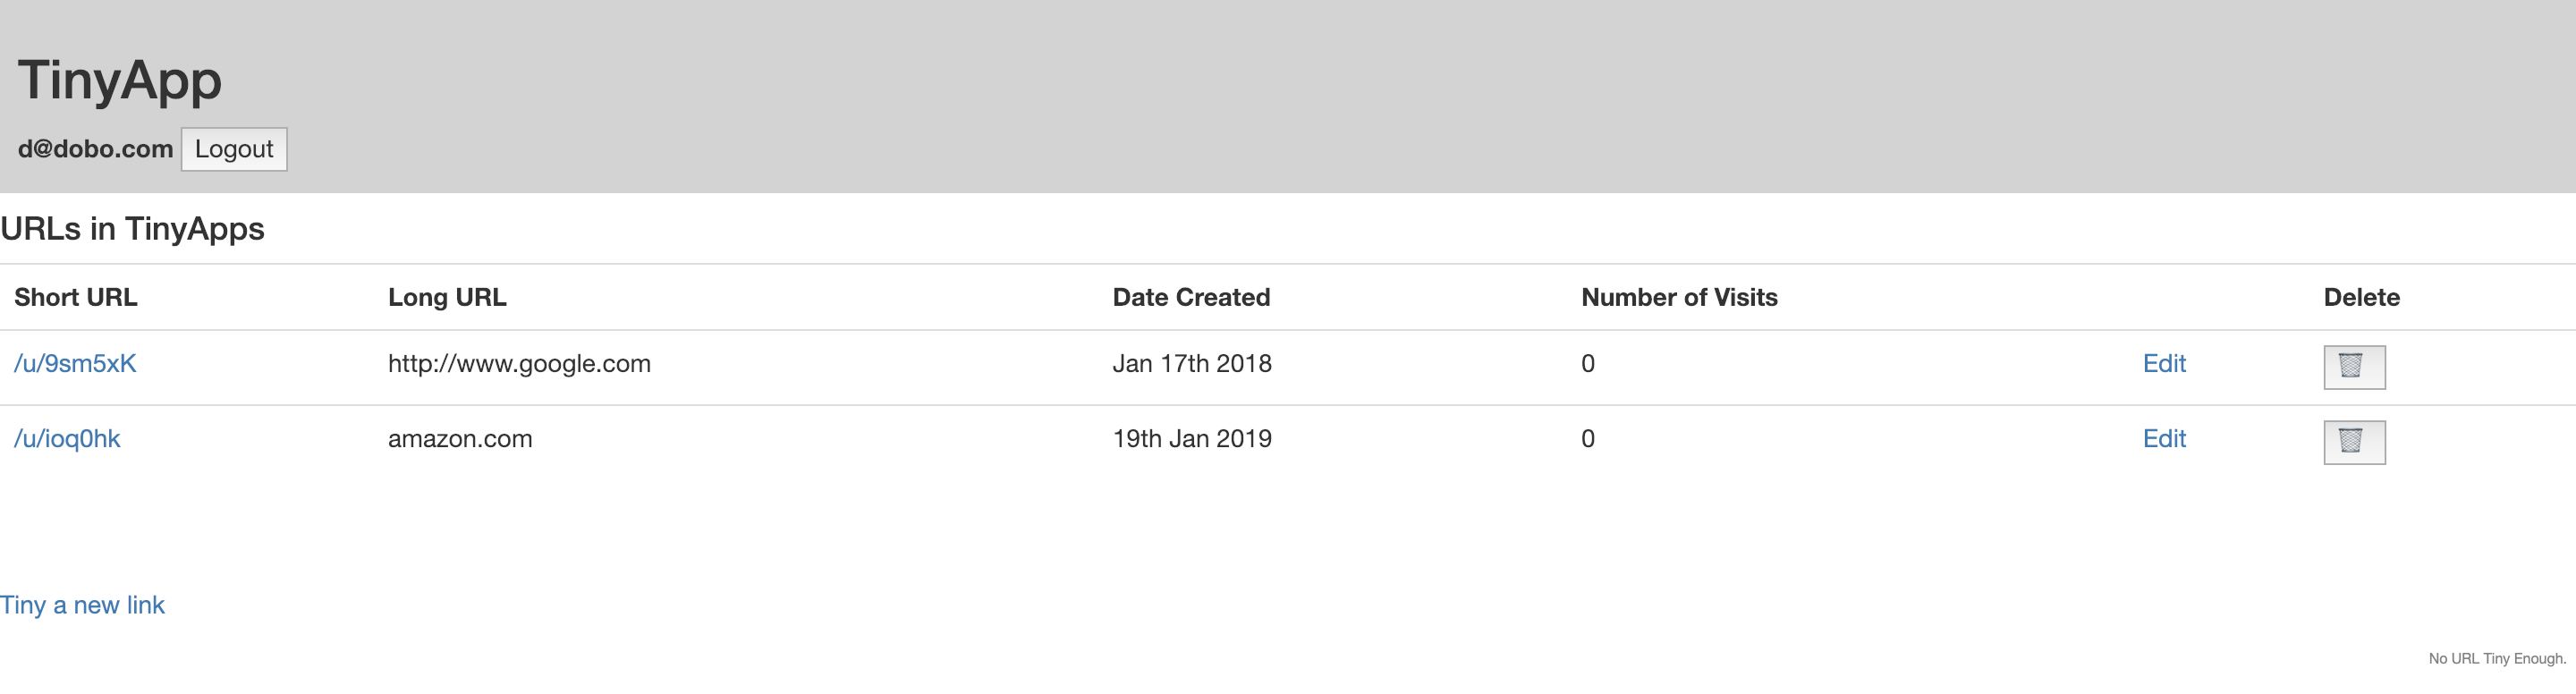 TinyApp
d@dobo.com Logout
URLs in TinyApps
Short URL Long URL Date Created Number of Visits Delete
/u/9sm5xK http://www.google.com Jan 17th 2018 0 Edit
/u/ioq0hk amazon.com 19th Jan 2019 0 Edit
Tiny a new link
No URL Tiny Enough.